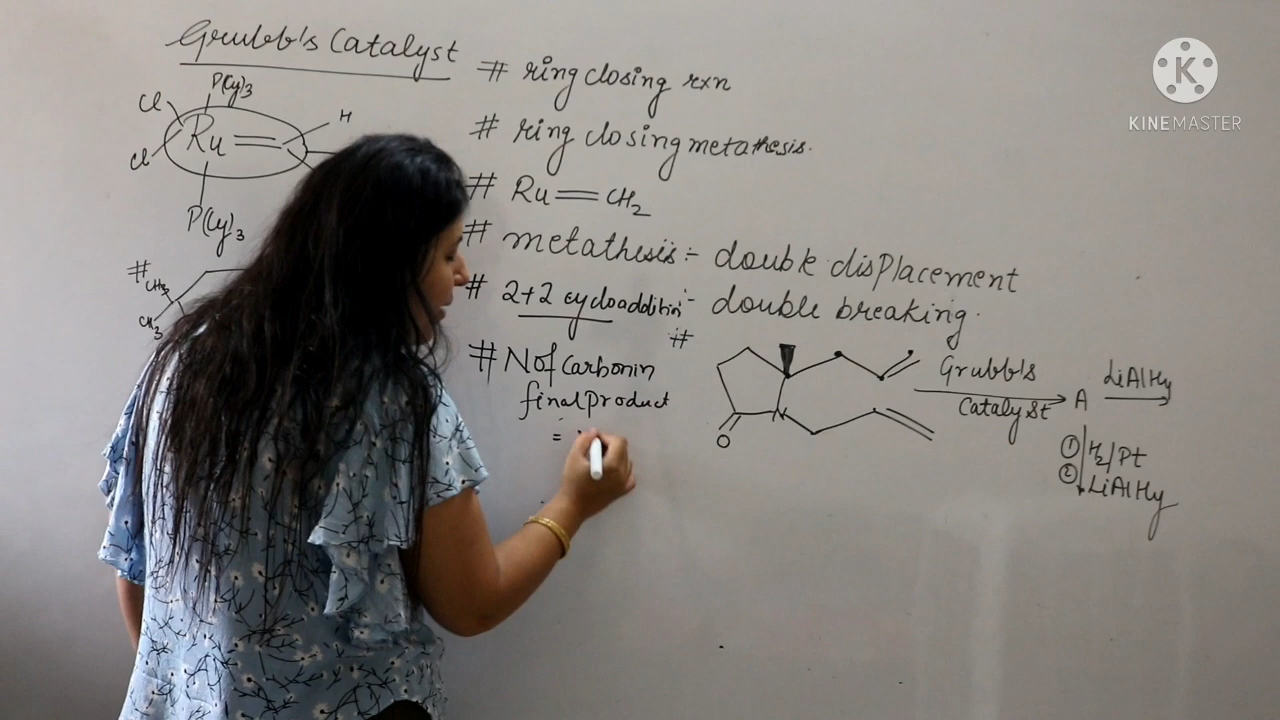 Grubb's Catalyst
P(Cy)3
Cl
Ru
H
Cl
P(Cy)3
#
CH3
CH3
# ring closing rxn
# ring closing metathesis.
# Ru=CH2
# metathesis:- double displacement
# 2+2 cycloaddition:- double breaking.
# N of Carbon in
final product
=
#
O
H
Grubb's
Catalyst
A
LiAlH4
① H2/Pt
② LiAlH4
K
KINEMASTER